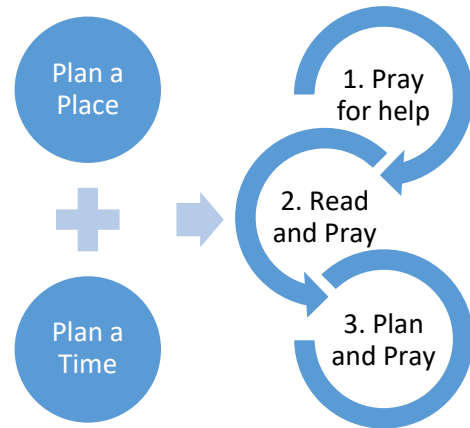 Plan a
Place
Plan a
Time
1. Pray
for help
2. Read
and Pray
3. Plan
and Pray